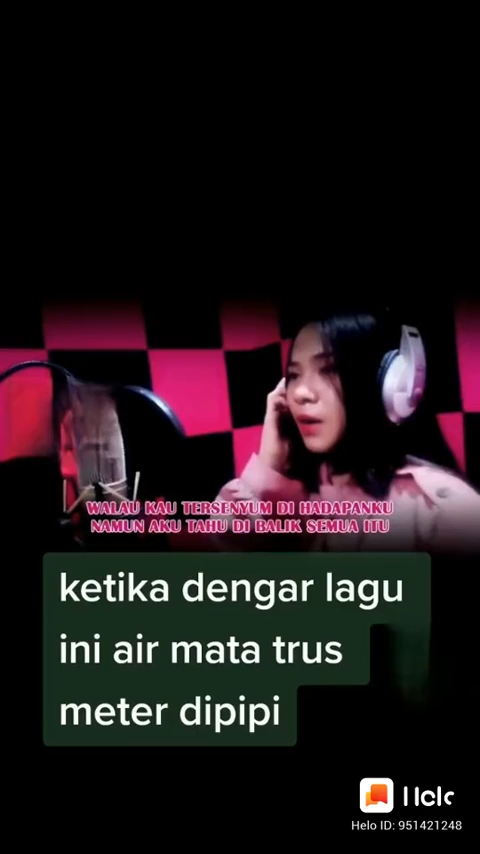 WALAU KAU TERSENYUM DI HADAPANKU
NAMUN AKU TAHU DI BALIK SEMUA ITU
ketika dengar lagu
ini air mata trus
meter dipipi
Helo
Helo ID: 951421248